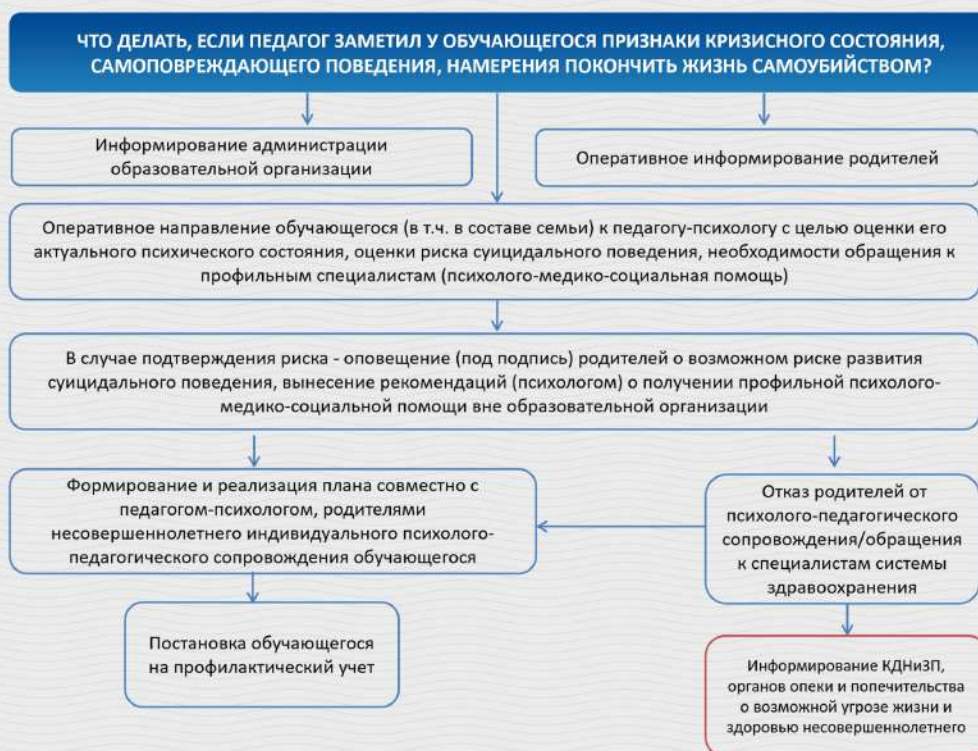 ЧТО ДЕЛАТЬ, ЕСЛИ ПЕДАГОГ ЗАМЕТИЛ У ОБУЧАЮЩЕГОСЯ ПРИЗНАКИ КРИЗИСНОГО СОСТОЯНИЯ,
САМОПОВРЕЖДАЮЩЕГО ПОВЕДЕНИЯ, НАМЕРЕНИЯ ПОКОНЧИТЬ ЖИЗНЬ САМОУБИЙСТВОМ?
Информирование администрации
образовательной организации
Оперативное информирование родителей
Оперативное направление обучающегося (в т.ч. в составе семьи) к педагогу-психологу с целью оценки его
актуального психического состояния, оценки риска суицидального поведения, необходимости обращения к
профильным специалистам (психолого-медико-социальная помощь)
В случае подтверждения риска - оповещение (под подпись) родителей о возможном риске развития
суицидального поведения, вынесение рекомендаций (психологом) о получении профильной психолого-
медико-социальной помощи вне образовательной организации
Формирование и реализация плана совместно с
педагогом-психологом, родителями
несовершеннолетнего индивидуального психолого-
педагогического сопровождения обучающегося
Отказ родителей от
психолого-педагогического
сопровождения/обращения
к специалистам системы
здравоохранения
Постановка обучающегося
на профилактический учет
Информирование КДНиЗП,
органов опеки и попечительства
о возможной угрозе жизни и
здоровью несовершеннолетнего